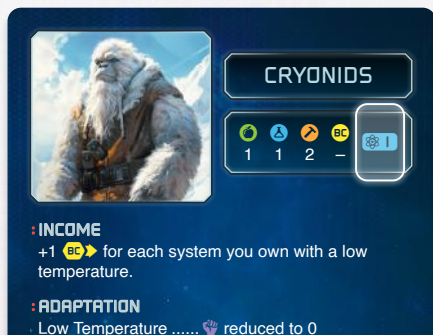 CRYONIDS
BC
1 1 2 – I
INCOME
+1 BC for each system you own with a low
temperature.
ADAPTATION
Low Temperature ...... reduced to 0